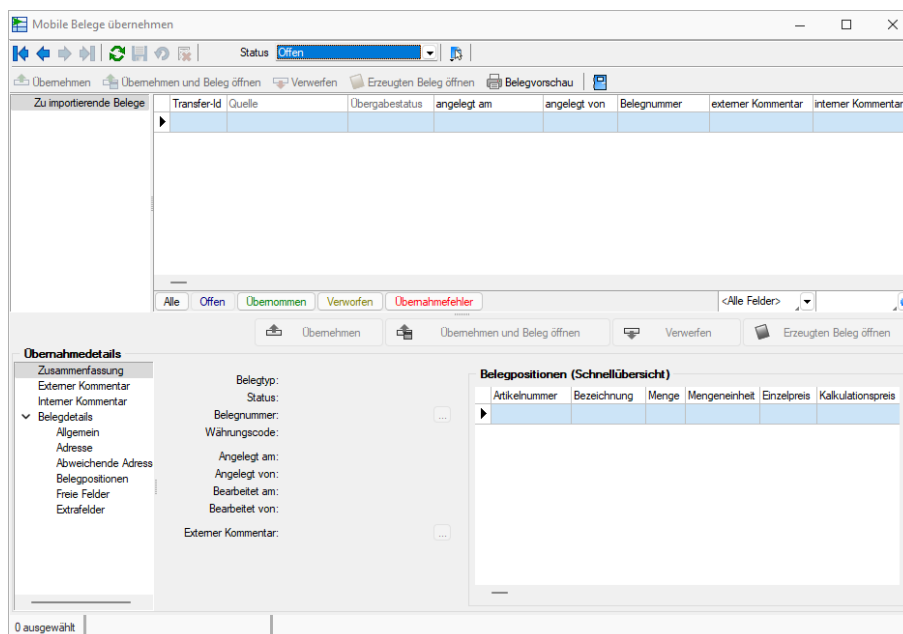 Mobile Belege übernehmen
Status Offen
Übernehmen Übernehmen und Beleg öffnen Verwerfen Erzeugten Beleg öffnen Belegvorschau
Zu importierende Belege Transfer-Id Quelle Übergabestatus angelegt am angelegt von Belegnummer externer Kommentar interner Kommentar
Alle Offen Übernommen Verworfen Übernahmefehler <Alle Felder>
Übernehmen Übernehmen und Beleg öffnen Verwerfen Erzeugten Beleg öffnen
Übernahmedetails
Zusammenfassung
Externer Kommentar
Interner Kommentar
Belegdetails
Allgemein
Adresse
Abweichende Adress
Belegpositionen
Freie Felder
Extrafelder
Belegtyp:
Status:
Belegnummer: ...
Währungscode:
Angelegt am:
Angelegt von:
Bearbeitet am:
Bearbeitet von:
Externer Kommentar: ...
Belegpositionen (Schnellübersicht)
Artikelnummer Bezeichnung Menge Mengeneinheit Einzelpreis Kalkulationspreis
0 ausgewählt